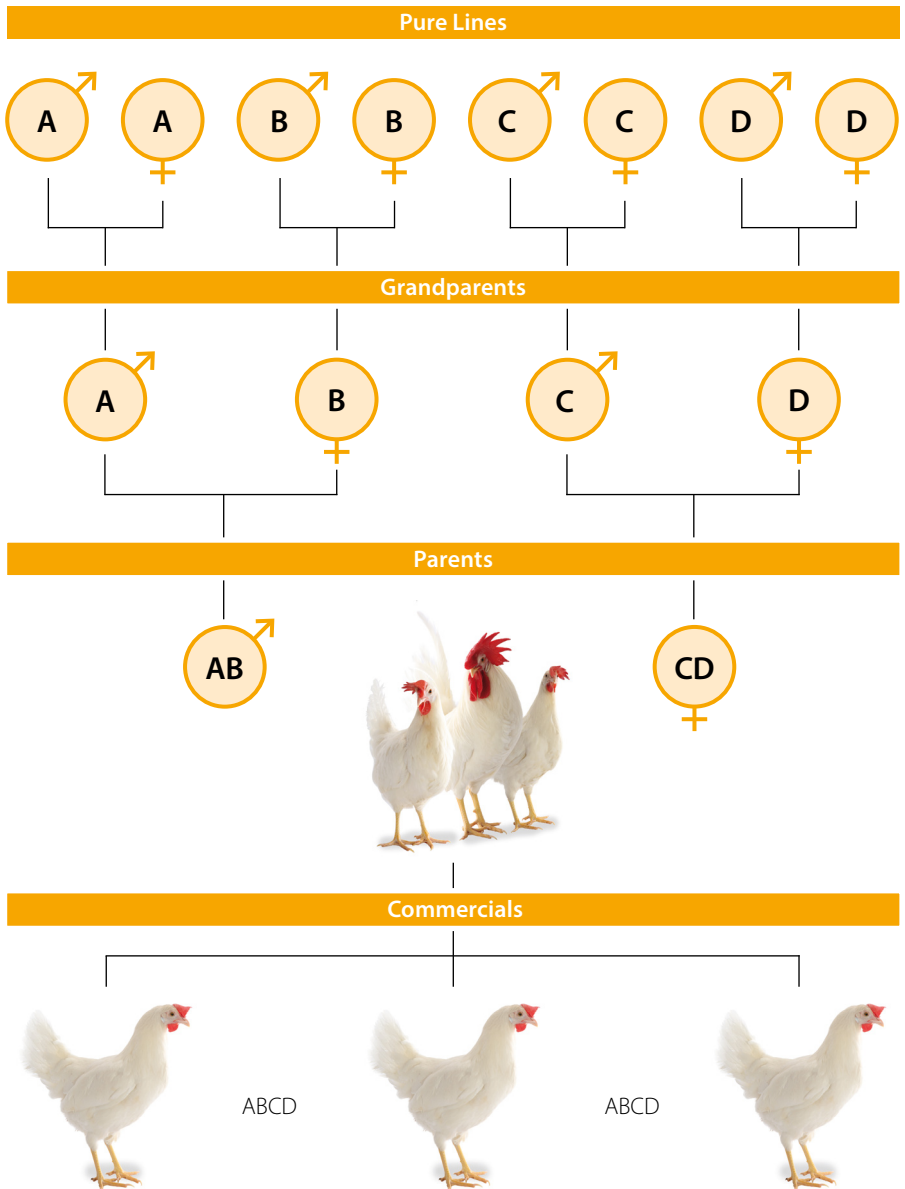 Pure Lines
A A B B C C D D
Grandparents
A B C D
Parents
AB CD
Commercials
ABCD ABCD